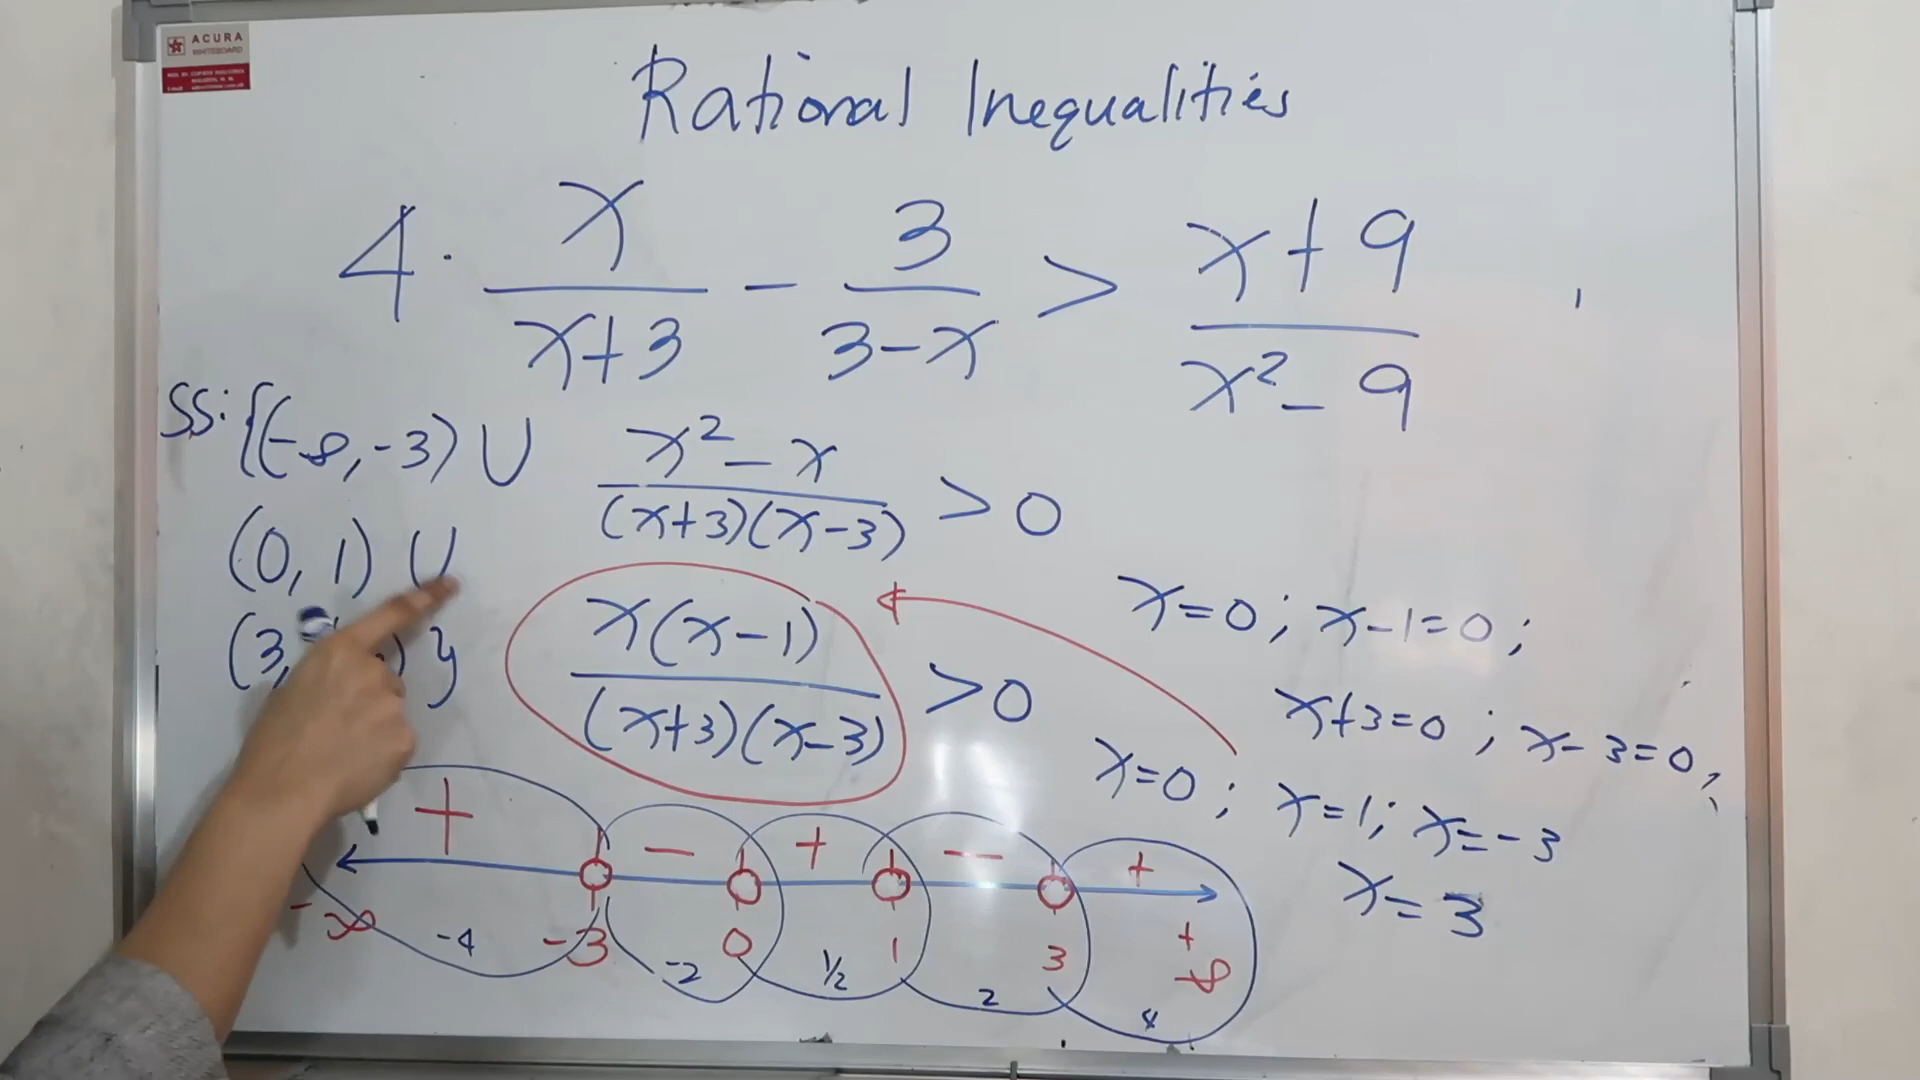 ACURA
WHITEBOARD
Rational Inequalities
4. x/(x+3) - 3/(3-x) > (x+9)/(x²-9)
SS: {(-∞, -3) ∪
(0, 1) ∪
(3, ) }
(x² - x)/((x+3)(x-3)) > 0
x(x-1)/((x+3)(x-3)) > 0
x=0; x-1=0;
x+3=0; x-3=0,
x=0; x=1; x=-3
x=3
+ - + - +
-∞ -3 0 1 3 +∞
-4 -2 1/2 2 4